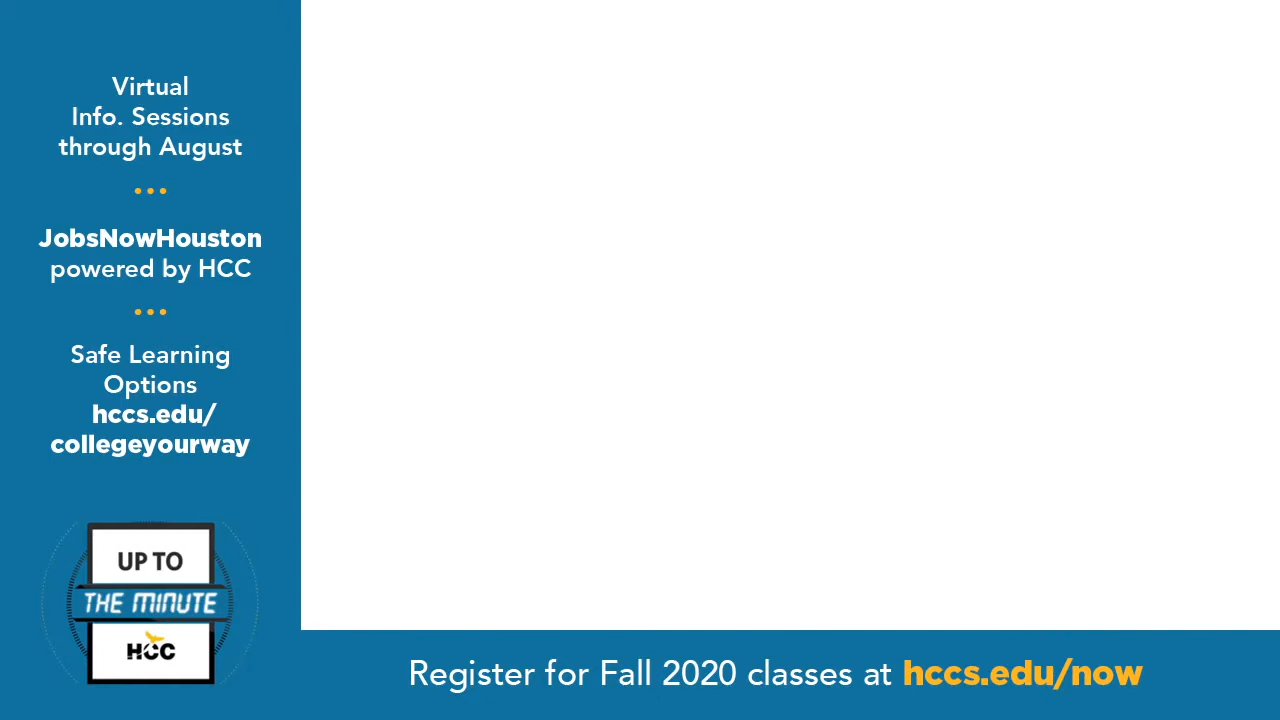 Virtual
Info. Sessions
through August
JobsNowHouston
powered by HCC
Safe Learning
Options
hccs.edu/
collegeyourway
UP TO
THE MINUTE
HCC
Register for Fall 2020 classes at hccs.edu/now